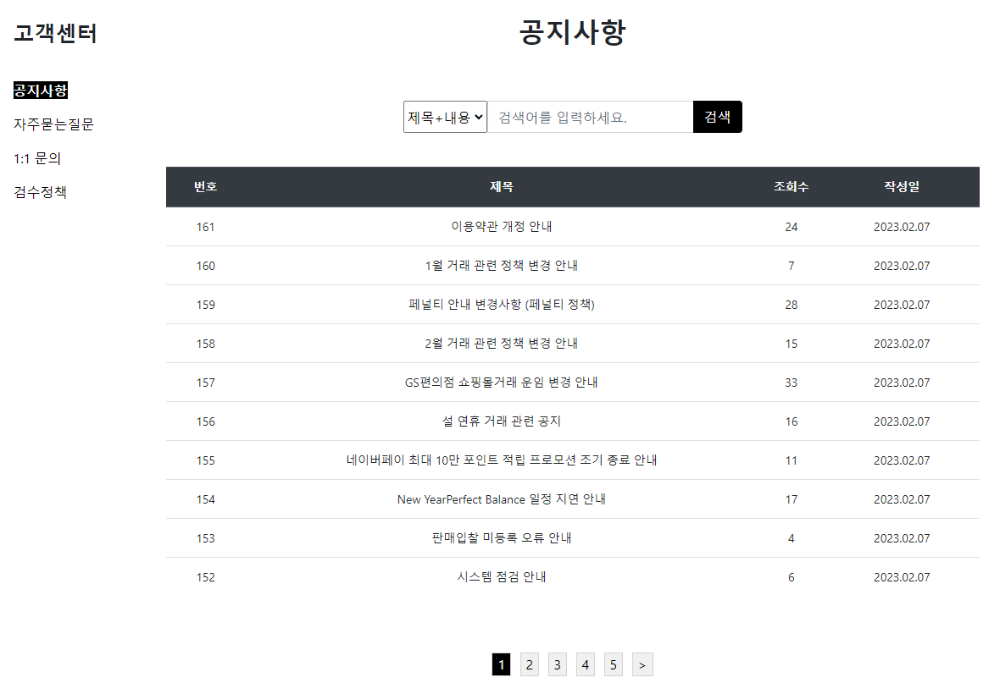 고객센터
공지사항
자주묻는질문
1:1 문의
검수정책
공지사항
제목+내용 검색어를 입력하세요. 검색
번호 제목 조회수 작성일
161 이용약관 개정 안내 24 2023.02.07
160 1월 거래 관련 정책 변경 안내 7 2023.02.07
159 페널티 안내 변경사항 (페널티 정책) 28 2023.02.07
158 2월 거래 관련 정책 변경 안내 15 2023.02.07
157 GS편의점 쇼핑몰거래 운임 변경 안내 33 2023.02.07
156 설 연휴 거래 관련 공지 16 2023.02.07
155 네이버페이 최대 10만 포인트 적립 프로모션 조기 종료 안내 11 2023.02.07
154 New YearPerfect Balance 일정 지연 안내 17 2023.02.07
153 판매입찰 미등록 오류 안내 4 2023.02.07
152 시스템 점검 안내 6 2023.02.07
1 2 3 4 5 >